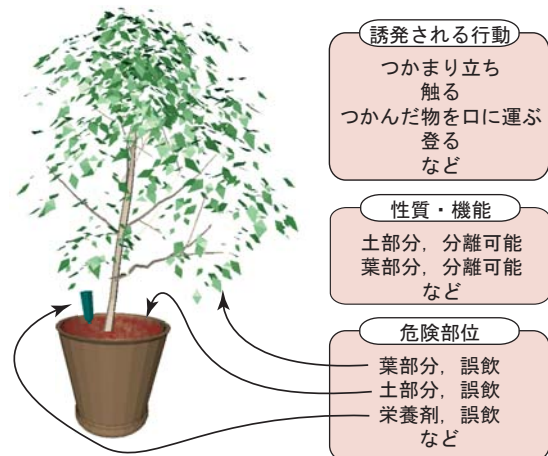 誘発される行動
つかまり立ち
触る
つかんだ物を口に運ぶ
登る
など
性質・機能
土部分，分離可能
葉部分，分離可能
など
危険部位
葉部分，誤飲
土部分，誤飲
栄養剤，誤飲
など